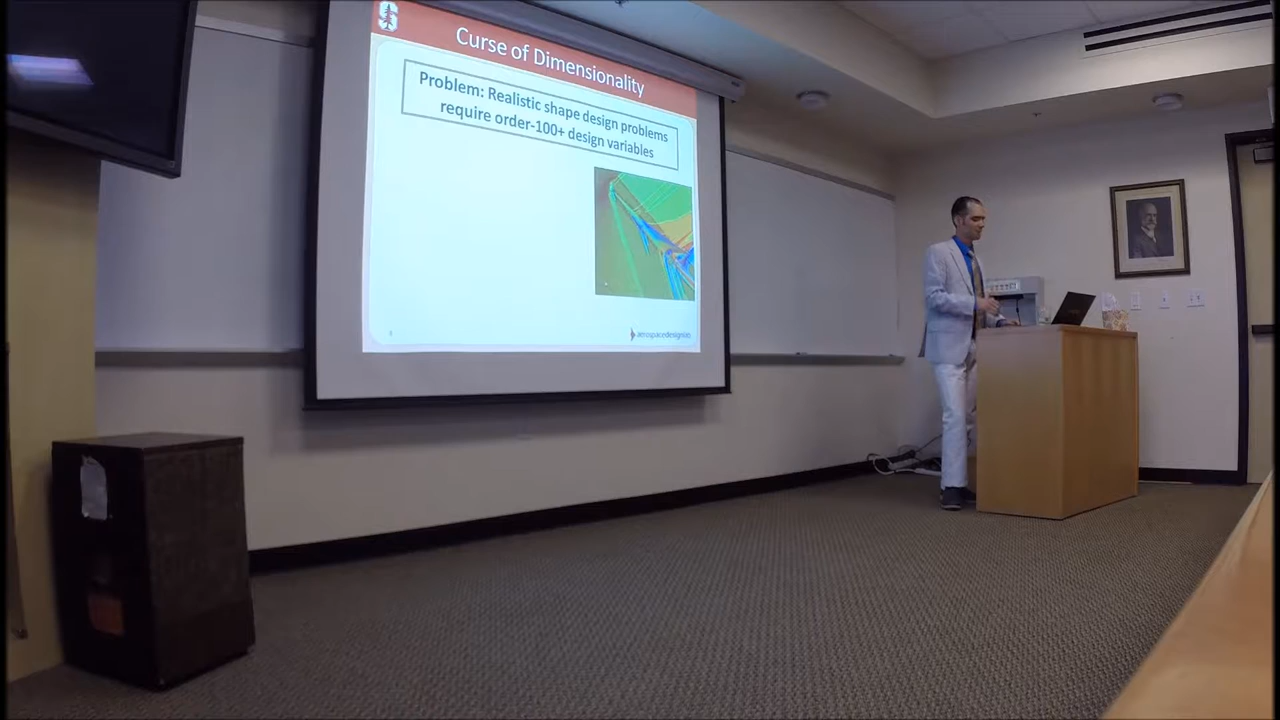 Curse of Dimensionality
Problem: Realistic shape design problems
require order-100+ design variables
aerospacedesignlab